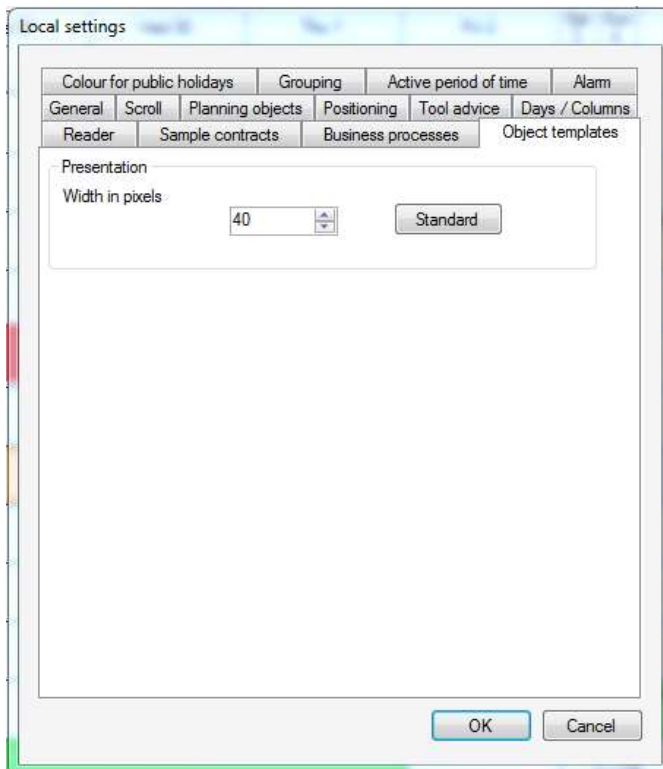 Local settings
Colour for public holidays Grouping Active period of time Alarm
General Scroll Planning objects Positioning Tool advice Days / Columns
Reader Sample contracts Business processes Object templates
Presentation
Width in pixels
40 Standard
OK Cancel